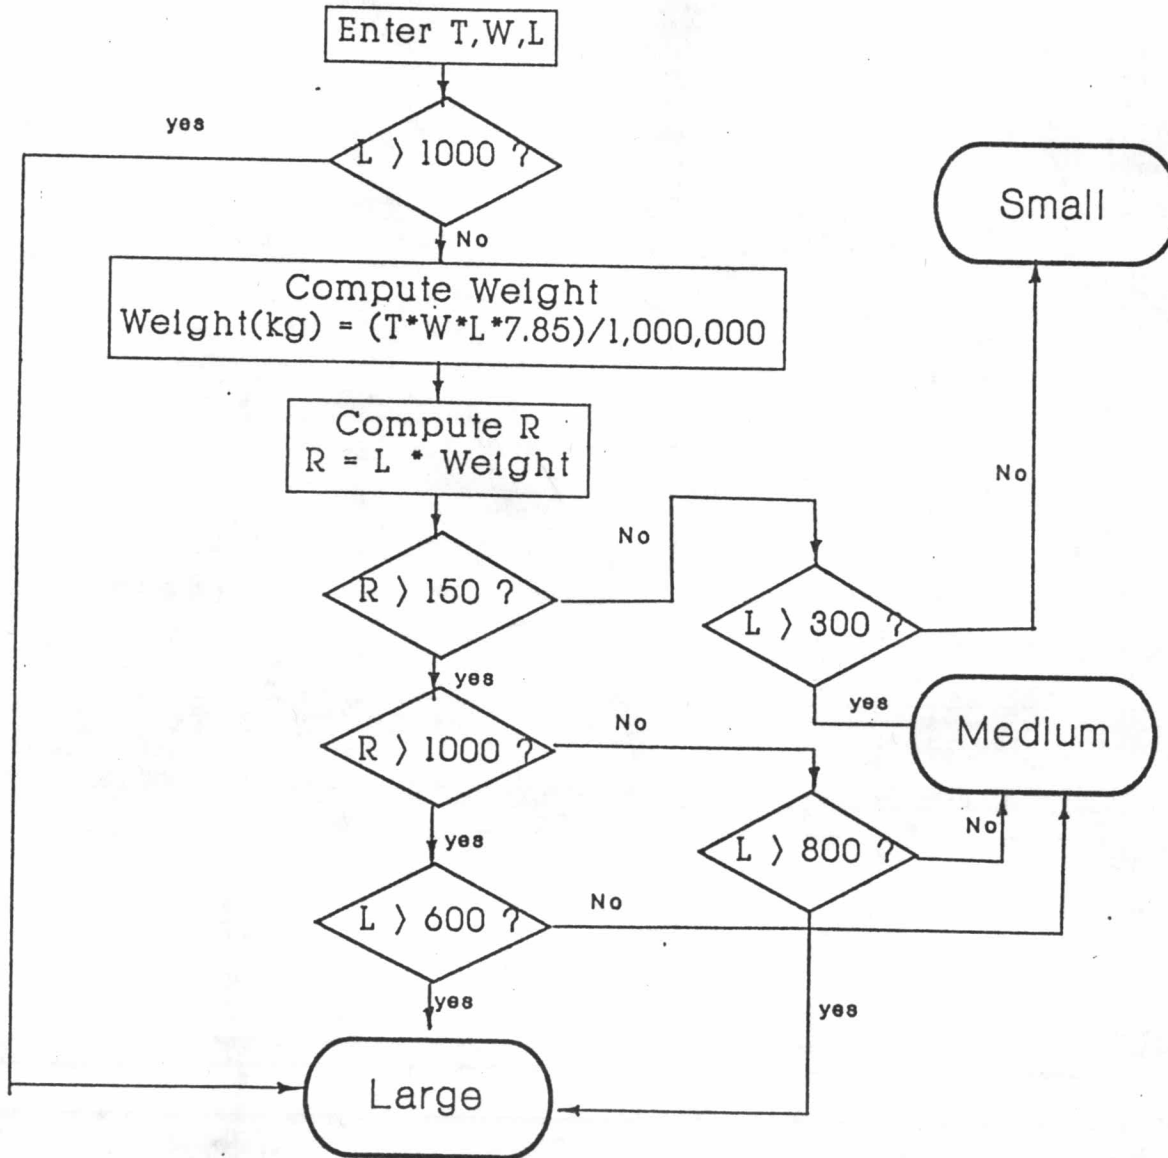 Enter T,W,L
yes
L > 1000 ?
Small
No
Compute Weight
Weight(kg) = (T*W*L*7.85)/1,000,000
Compute R
R = L * Weight
No
No
R > 150 ?
L > 300 ?
yes
yes
Medium
No
R > 1000 ?
No
yes
L > 800 ?
No
L > 600 ?
yes
yes
Large